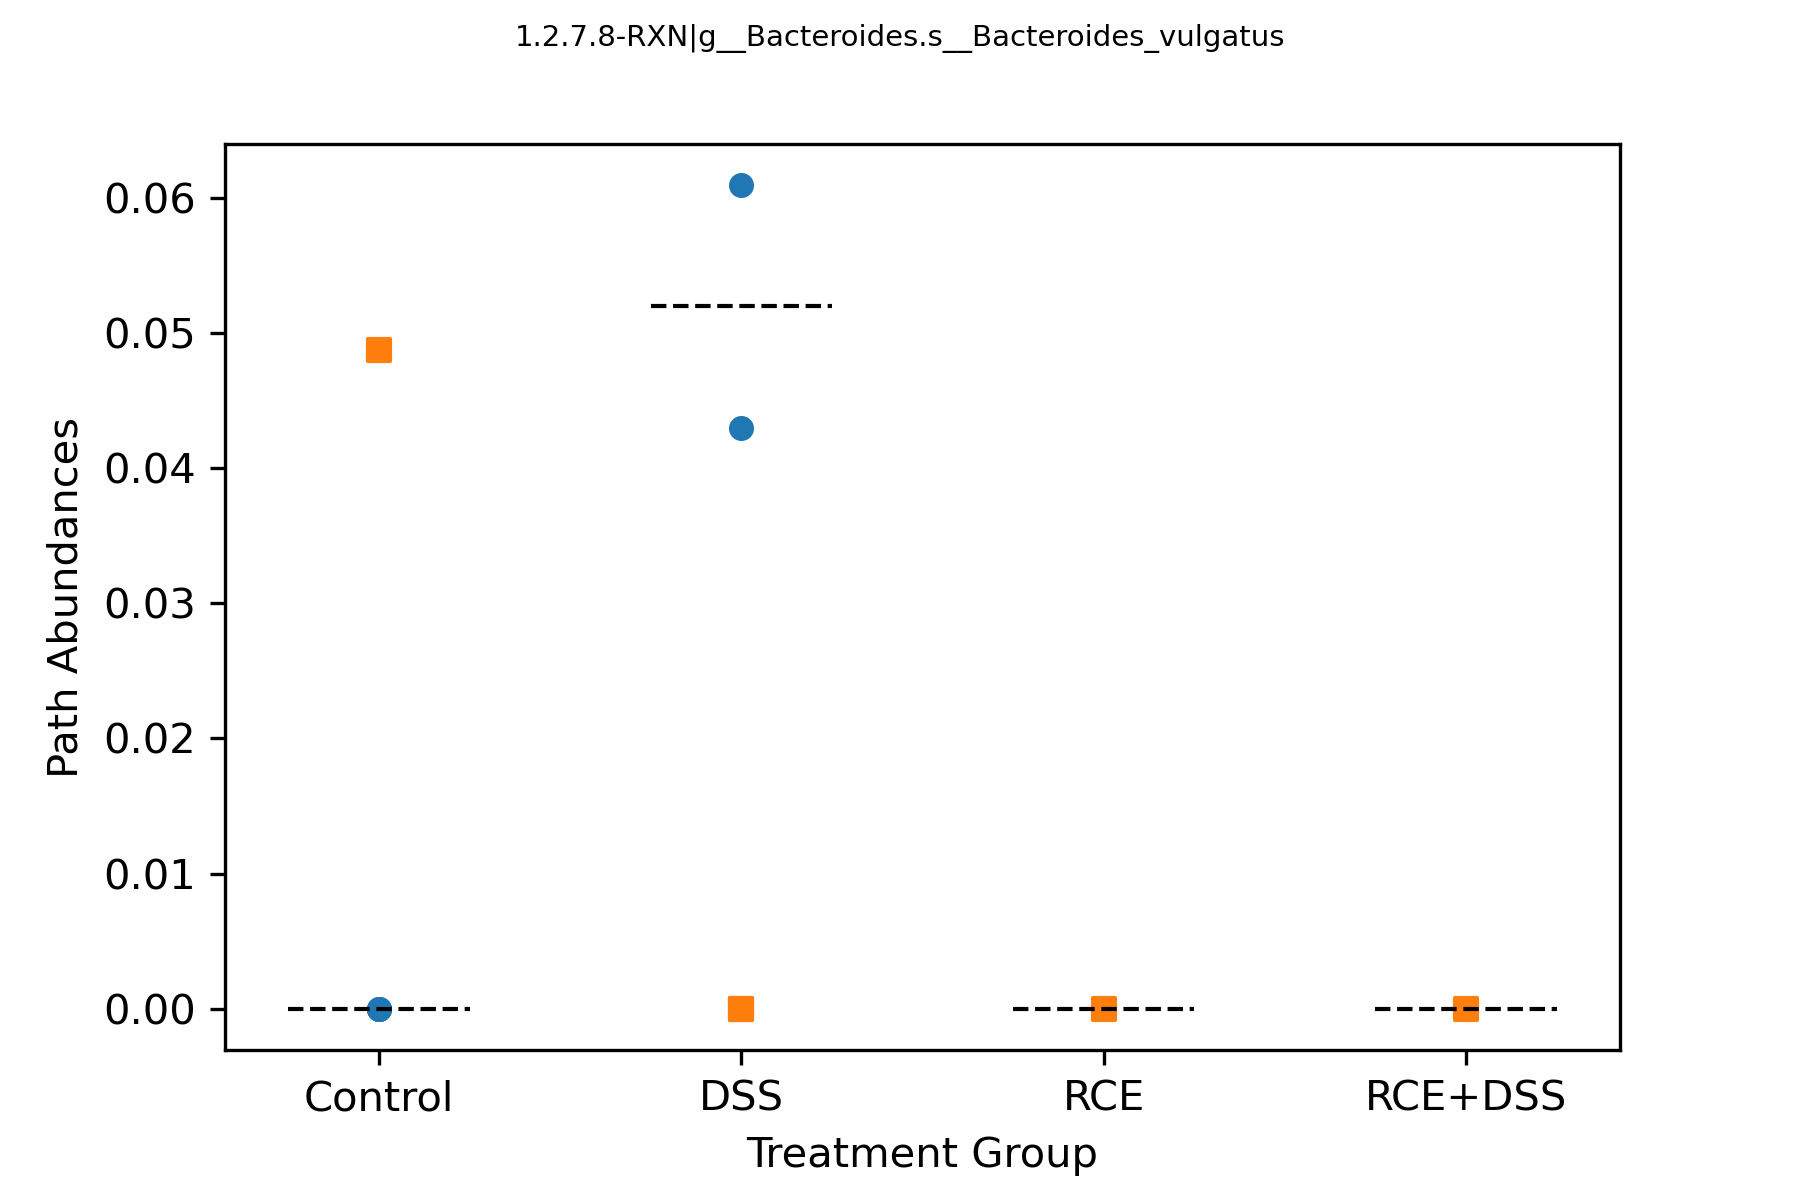 1.2.7.8-RXN|g__Bacteroides.s__Bacteroides_vulgatus
0.06
0.05
0.04
0.03
0.02
0.01
0.00
Path Abundances
Control
DSS
RCE
RCE+DSS
Treatment Group